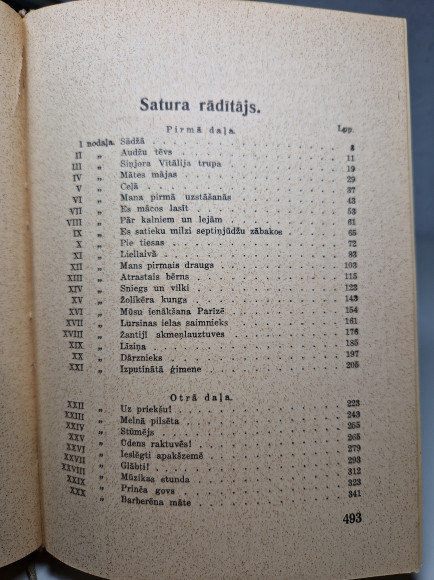 Satura rādītājs.
Pirmā daļa. Lpp.
I nodaļa. Sādžā 3
II „ Audžu tēvs 11
III „ Siņjora Vitālija trupa 19
IV „ Mātes mājas 29
V „ Ceļā 37
VI „ Mana pirmā uzstāšanās 43
VII „ Es mācos lasīt 53
VIII „ Pār kalniem un lejām 61
IX „ Es satieku milzi septiņjūdžu zābakos 65
X „ Pie tiesas 72
XI „ Liellaivā 83
XII „ Mans pirmais draugs 103
XIII „ Atrastais bērns 115
XIV „ Sniegs un vilki 123
XV „ Žolikēra kungs 143
XVI „ Mūsu ienākšana Parīzē 154
XVII „ Lursinas ielas saimnieks 161
XVIII „ Žantijī akmeņlauztuves 176
XIX „ Līziņa 185
XX „ Dārznieks 197
XXI „ Izputinātā ģimene 205
Otrā daļa.
XXII „ Uz priekšu! 223
XXIII „ Melnā pilsēta 243
XXIV „ Stūmējs 255
XXV „ Ūdens raktuvēs! 265
XXVI „ Ieslēgti apakšzemē 279
XXVII „ Glābti! 293
XXVIII „ Mūzikas stunda 312
XXIX „ Prinča govs 323
XXX „ Barberēna māte 341
493